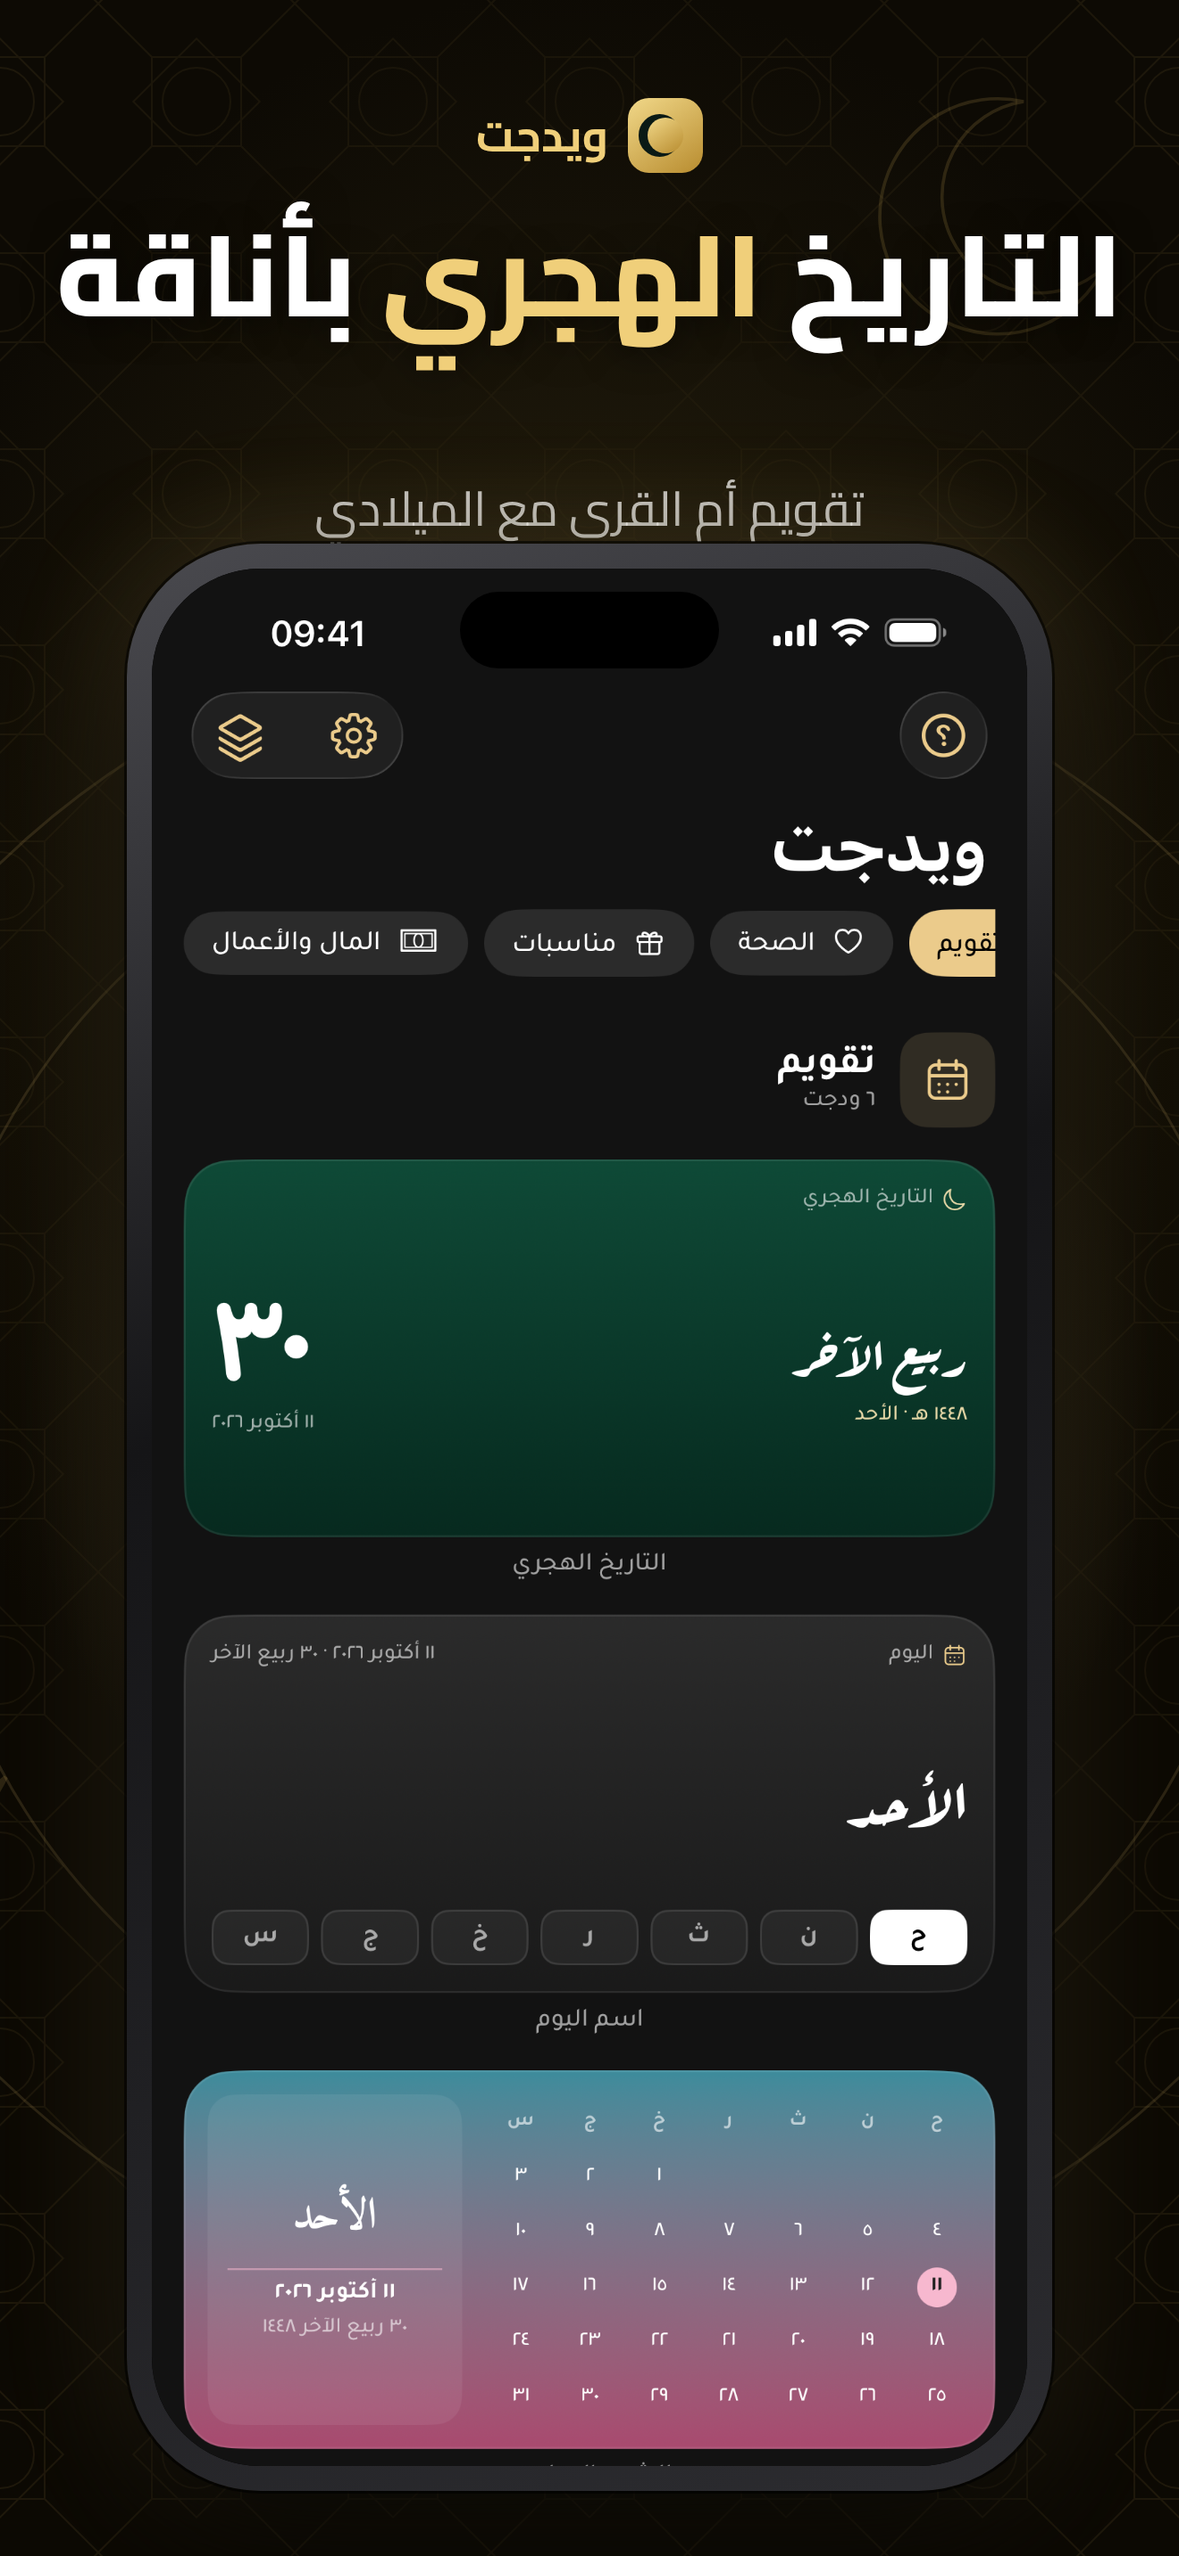 ويدجت
التاريخ الهجري بأناقة
تقويم أم القرى مع الميلادي
09:41
ويدجت
تقويم
الصحة
مناسبات
المال والأعمال
تقويم
٦ ودجت
التاريخ الهجري
ربيع الآخر
١٤٤٨ هـ · الأحد
٣٠
١١ أكتوبر ٢٠٢٦
التاريخ الهجري
اليوم
١١ أكتوبر ٢٠٢٦ · ٣٠ ربيع الآخر
الأحد
ح ن ث ر خ ج س
اسم اليوم
ح ن ث ر خ ج س
١ ٢ ٣
٤ ٥ ٦ ٧ ٨ ٩ ١٠
١١ ١٢ ١٣ ١٤ ١٥ ١٦ ١٧
١٨ ١٩ ٢٠ ٢١ ٢٢ ٢٣ ٢٤
٢٥ ٢٦ ٢٧ ٢٨ ٢٩ ٣٠ ٣١
الأحد
١١ أكتوبر ٢٠٢٦
٣٠ ربيع الآخر ١٤٤٨